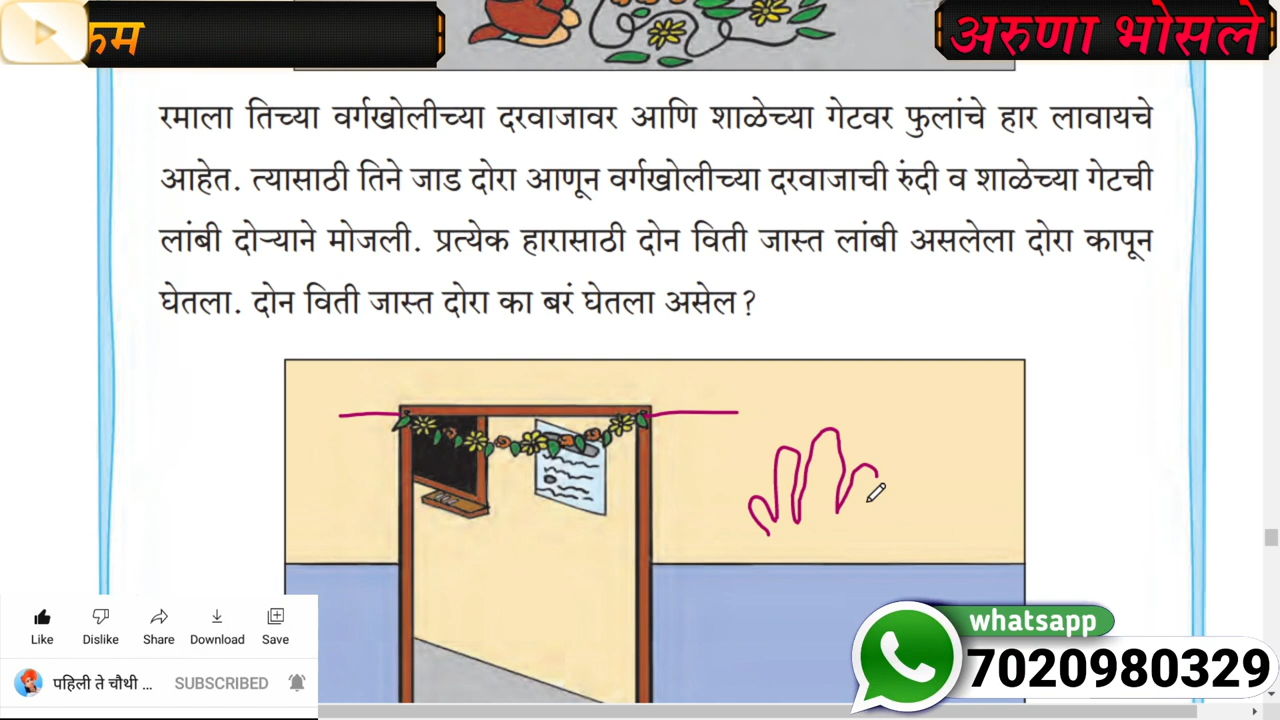 कम
अरुणा भोसले
रमाला तिच्या वर्गखोलीच्या दरवाजावर आणि शाळेच्या गेटवर फुलांचे हार लावायचे
आहेत. त्यासाठी तिने जाड दोरा आणून वर्गखोलीच्या दरवाजाची रुंदी व शाळेच्या गेटची
लांबी दोऱ्याने मोजली. प्रत्येक हारासाठी दोन विती जास्त लांबी असलेला दोरा कापून
घेतला. दोन विती जास्त दोरा का बरं घेतला असेल?
Like Dislike Share Download Save
पहिली ते चौथी ... SUBSCRIBED
whatsapp
7020980329